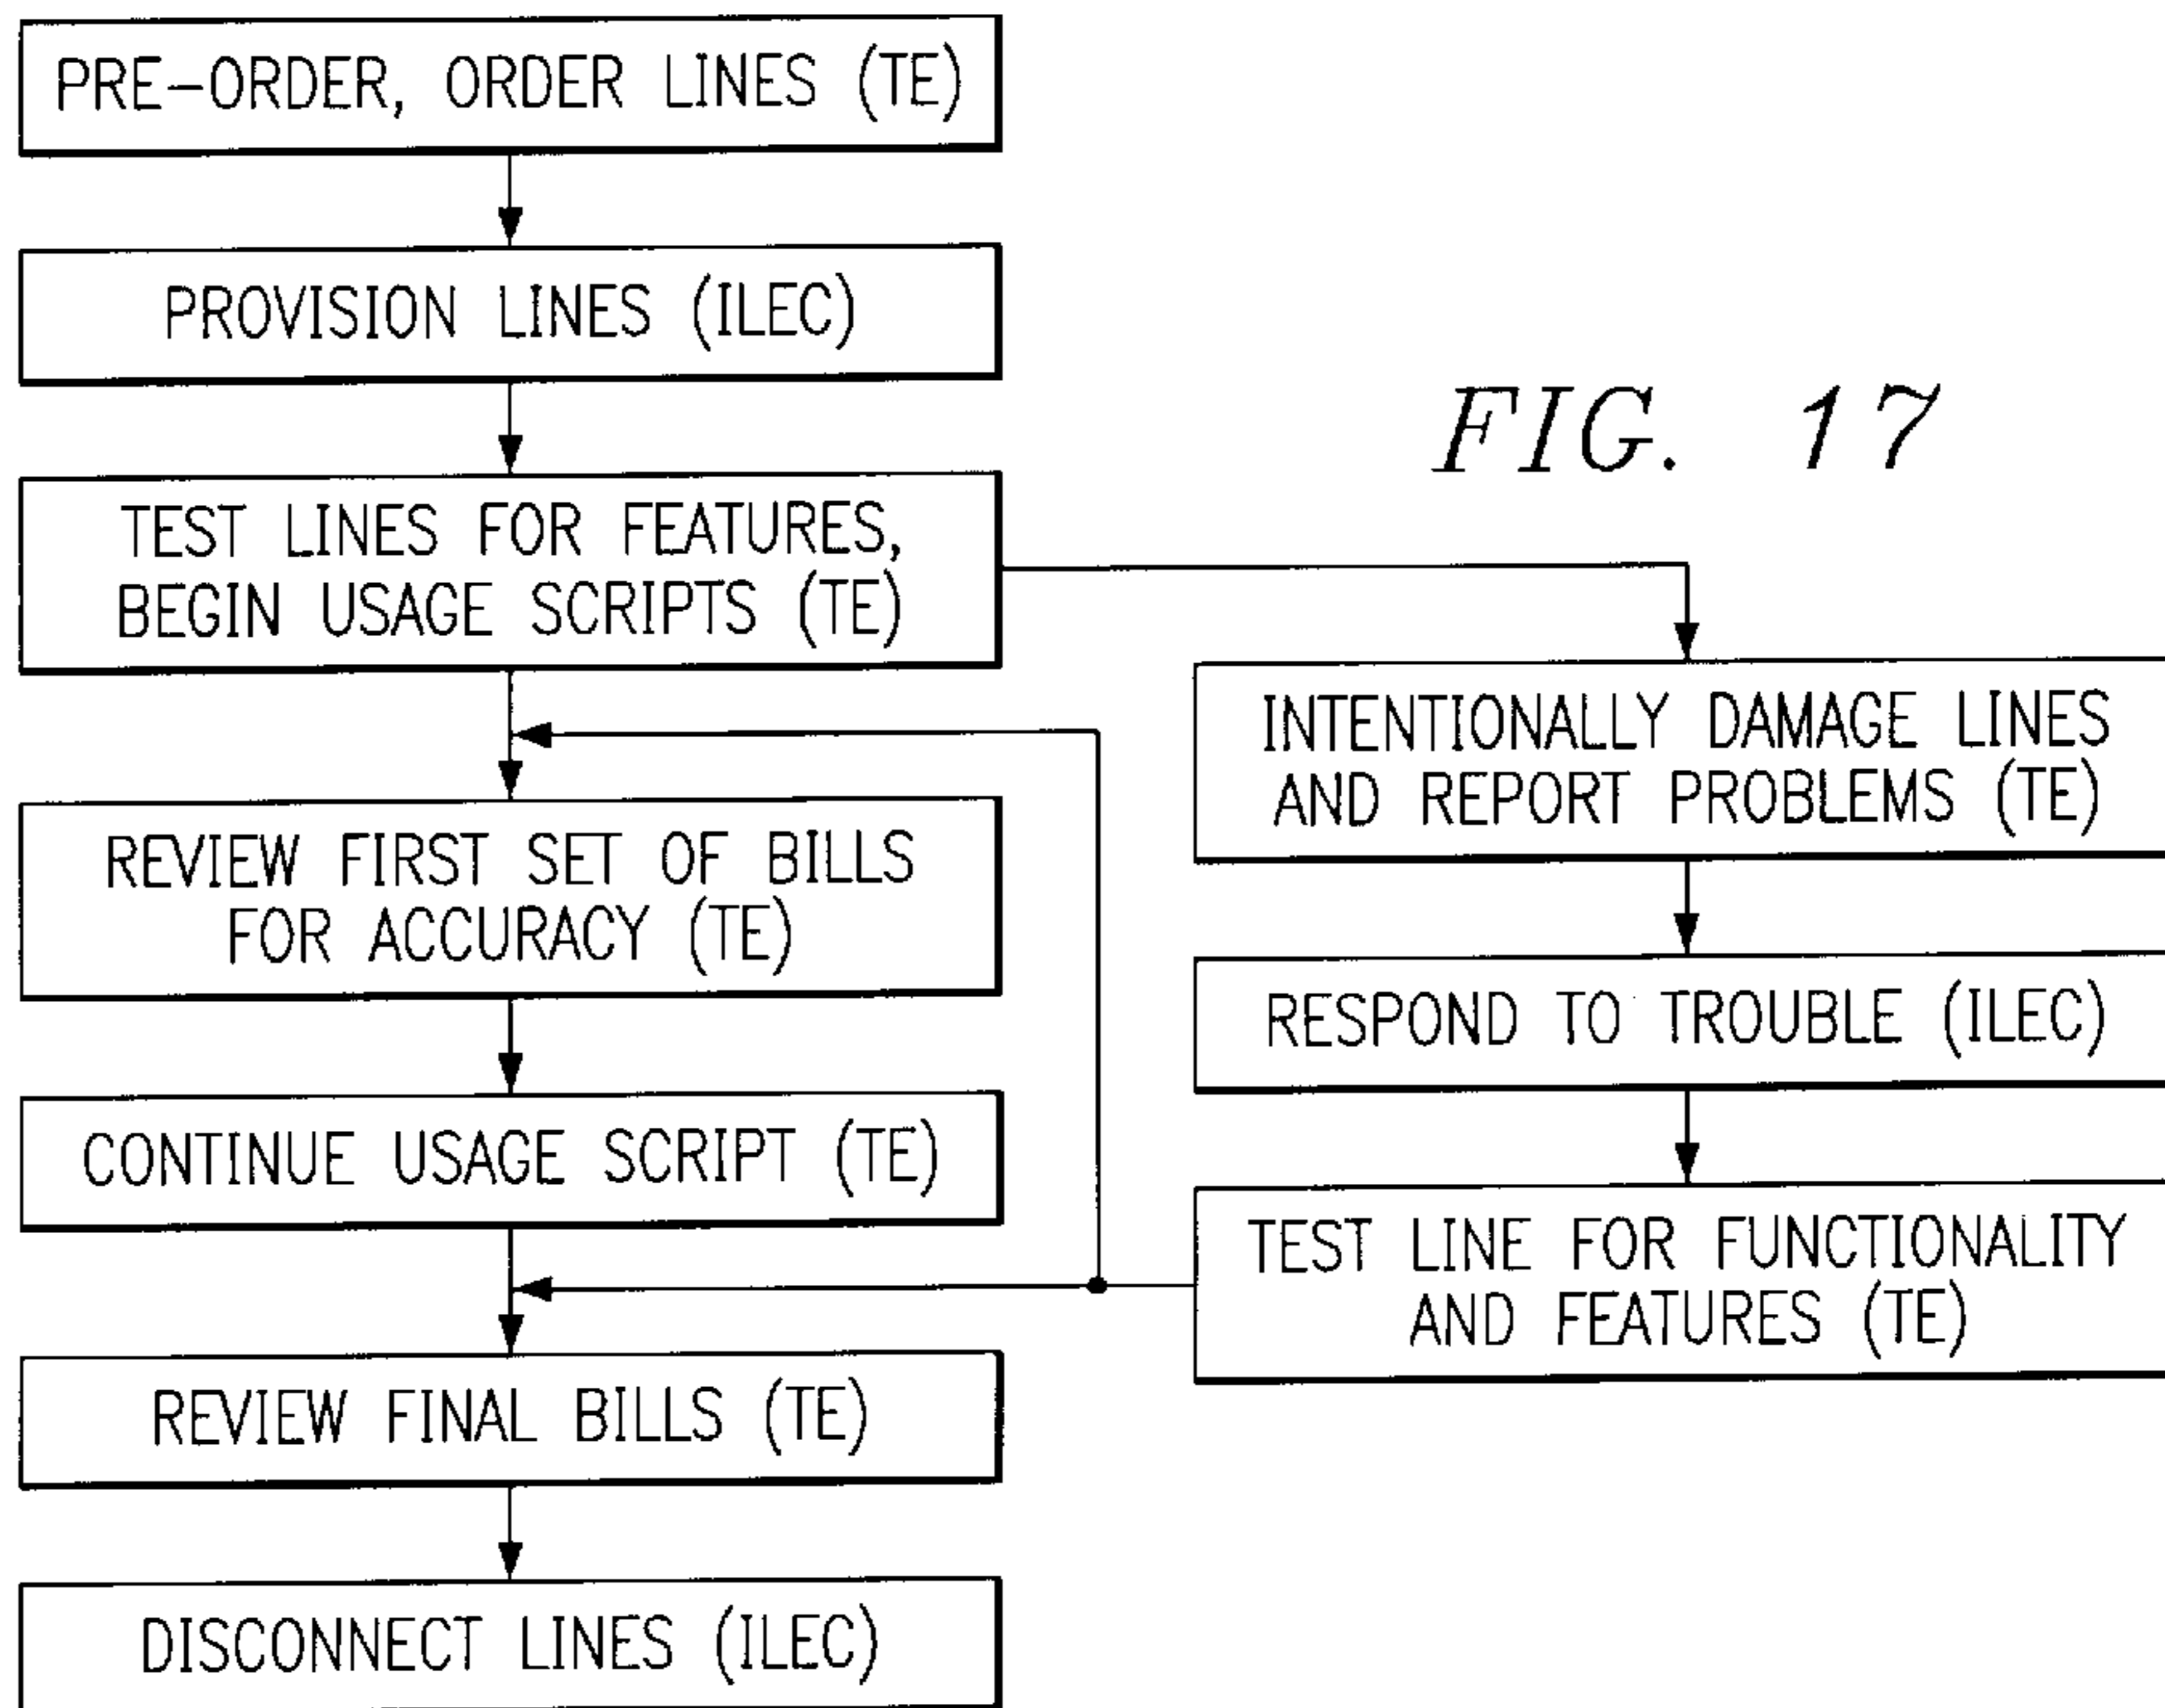 PRE-ORDER, ORDER LINES (TE)
PROVISION LINES (ILEC)
FIG. 17
TEST LINES FOR FEATURES,
BEGIN USAGE SCRIPTS (TE)
INTENTIONALLY DAMAGE LINES
AND REPORT PROBLEMS (TE)
REVIEW FIRST SET OF BILLS
FOR ACCURACY (TE)
RESPOND TO TROUBLE (ILEC)
CONTINUE USAGE SCRIPT (TE)
TEST LINE FOR FUNCTIONALITY
AND FEATURES (TE)
REVIEW FINAL BILLS (TE)
DISCONNECT LINES (ILEC)